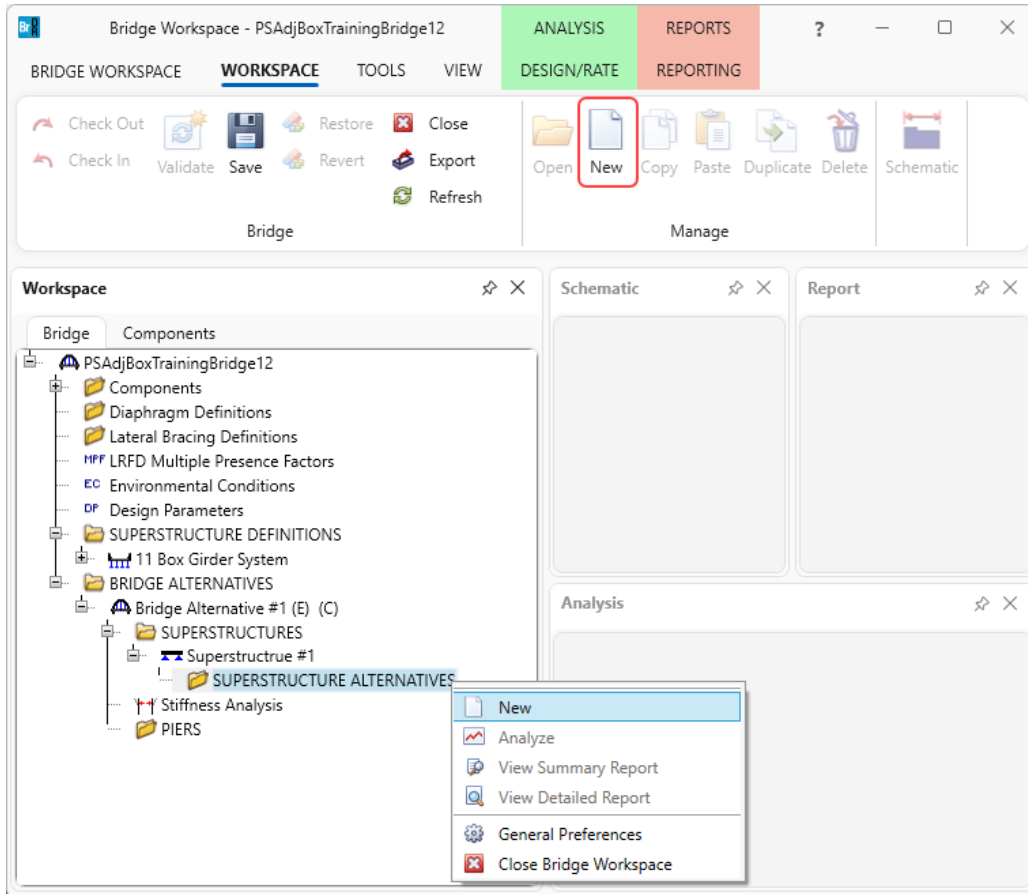 Br DR Bridge Workspace - PSAdjBoxTrainingBridge12 ANALYSIS REPORTS ?
BRIDGE WORKSPACE WORKSPACE TOOLS VIEW DESIGN/RATE REPORTING
Check Out
Check In
Validate
Save
Restore
Revert
Close
Export
Refresh
Bridge
Open
New
Copy
Paste
Duplicate
Delete
Schematic
Manage
Workspace
Bridge Components
PSAdjBoxTrainingBridge12
Components
Diaphragm Definitions
Lateral Bracing Definitions
MPF LRFD Multiple Presence Factors
EC Environmental Conditions
DP Design Parameters
SUPERSTRUCTURE DEFINITIONS
11 Box Girder System
BRIDGE ALTERNATIVES
Bridge Alternative #1 (E) (C)
SUPERSTRUCTURES
Superstructrue #1
SUPERSTRUCTURE ALTERNATIVES
Stiffness Analysis
PIERS
New
Analyze
View Summary Report
View Detailed Report
General Preferences
Close Bridge Workspace
Schematic
Report
Analysis